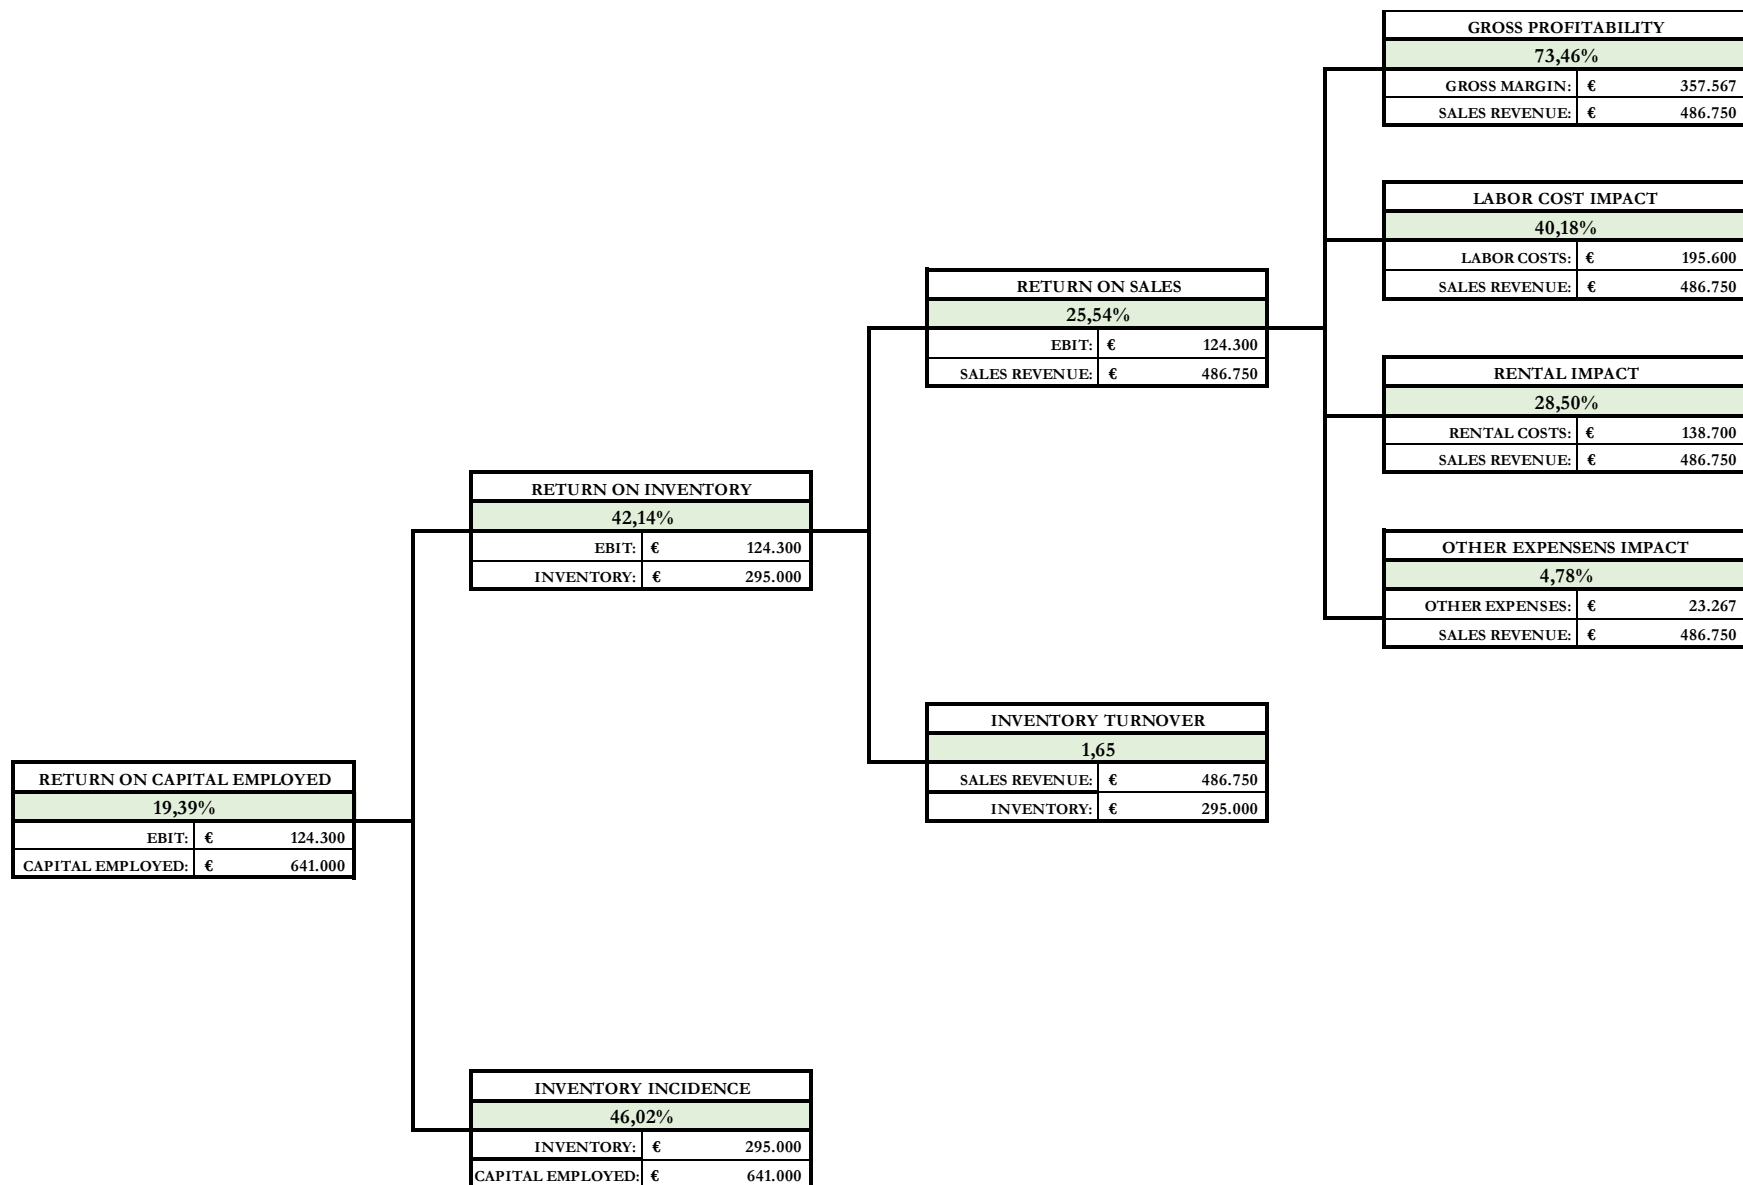 GROSS PROFITABILITY
73,46%
GROSS MARGIN: € 357.567
SALES REVENUE: € 486.750
LABOR COST IMPACT
40,18%
LABOR COSTS: € 195.600
SALES REVENUE: € 486.750
RETURN ON SALES
25,54%
EBIT: € 124.300
SALES REVENUE: € 486.750
RENTAL IMPACT
28,50%
RENTAL COSTS: € 138.700
SALES REVENUE: € 486.750
RETURN ON INVENTORY
42,14%
EBIT: € 124.300
INVENTORY: € 295.000
OTHER EXPENSENS IMPACT
4,78%
OTHER EXPENSES: € 23.267
SALES REVENUE: € 486.750
INVENTORY TURNOVER
1,65
SALES REVENUE: € 486.750
INVENTORY: € 295.000
RETURN ON CAPITAL EMPLOYED
19,39%
EBIT: € 124.300
CAPITAL EMPLOYED: € 641.000
INVENTORY INCIDENCE
46,02%
INVENTORY: € 295.000
CAPITAL EMPLOYED: € 641.000